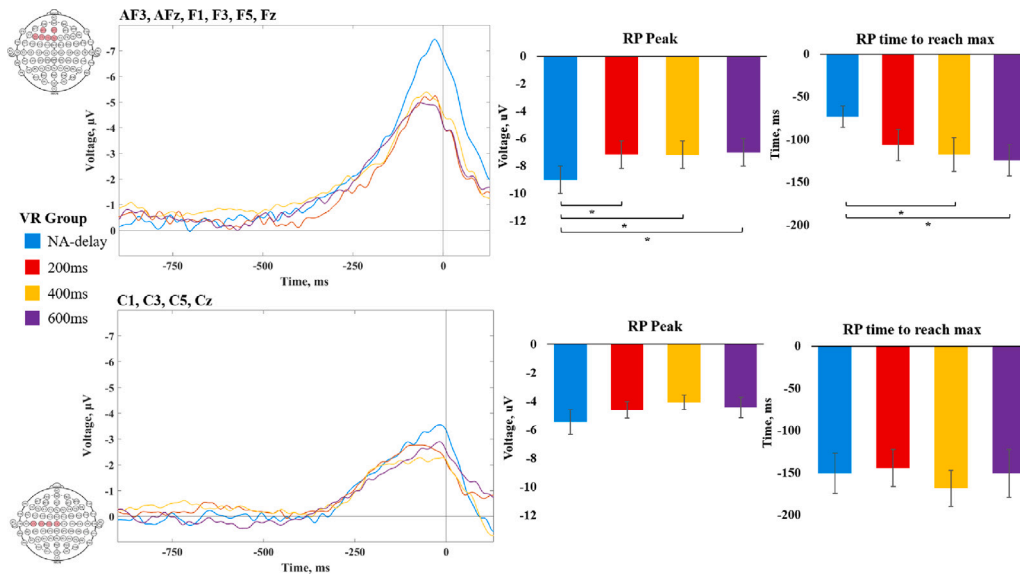 AF3, AFz, F1, F3, F5, Fz
-7
-6
-5
-4
-3
-2
-1
0
Voltage, µV
-750
-500
-250
0
Time, ms
RP Peak
0
-2
-4
-6
-8
-10
-12
Voltage, uV
*
*
*
RP time to reach max
0
-50
-100
-150
-200
Time, ms
*
*
VR Group
NA-delay
200ms
400ms
600ms
C1, C3, C5, Cz
-7
-6
-5
-4
-3
-2
-1
0
Voltage, µV
-750
-500
-250
0
Time, ms
RP Peak
0
-2
-4
-6
-8
-10
-12
Voltage, uV
RP time to reach max
0
-50
-100
-150
-200
Time, ms